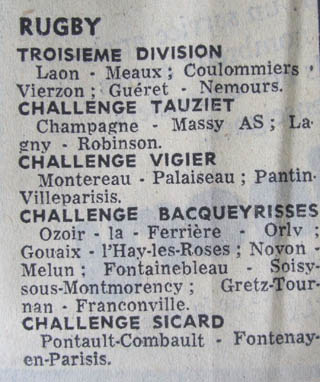 RUGBY
TROISIEME DIVISION
Laon - Meaux ; Coulommiers -
Vierzon ; Guéret - Nemours.
CHALLENGE TAUZIET
Champagne - Massy AS ; La-
gny - Robinson.
CHALLENGE VIGIER
Montereau - Palaiseau ; Pantin-
Villeparisis.
CHALLENGE BACQUEYRISSES
Ozoir - la - Ferrière - Orly ;
Gouaix - l'Hay-les-Roses ; Noyon -
Melun ; Fontainebleau - Soisy-
sous-Montmorency ; Gretz-Tour-
nan - Franconville.
CHALLENGE SICARD
Pontault-Combault - Fontenay-
en-Parisis.